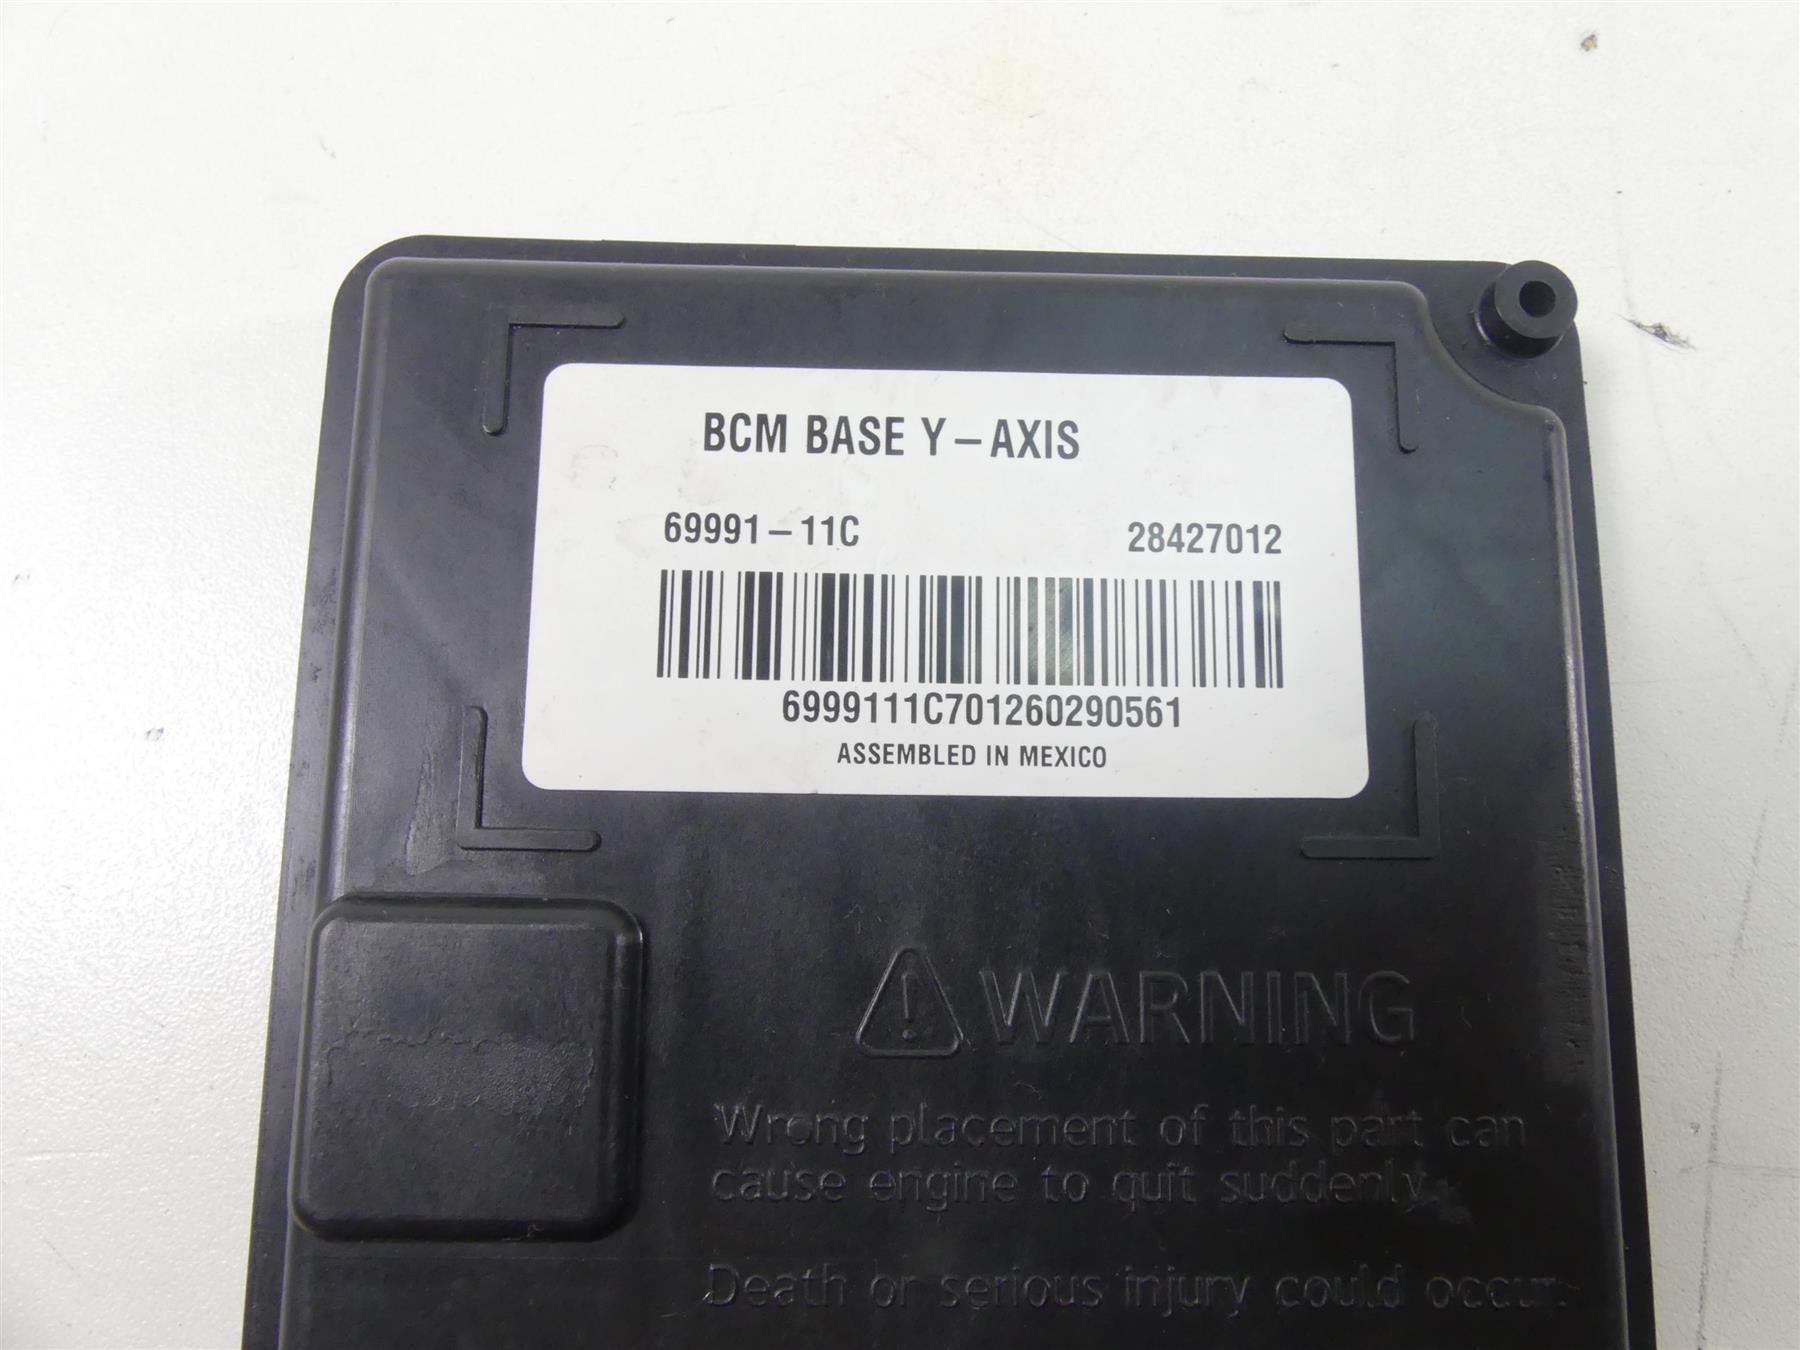 BCM BASE Y-AXIS
69991-11C 28427012
6999111C701260290561
ASSEMBLED IN MEXICO
WARNING
Wrong placement of this part can
cause engine to quit suddenly.
Death or serious injury could occur.